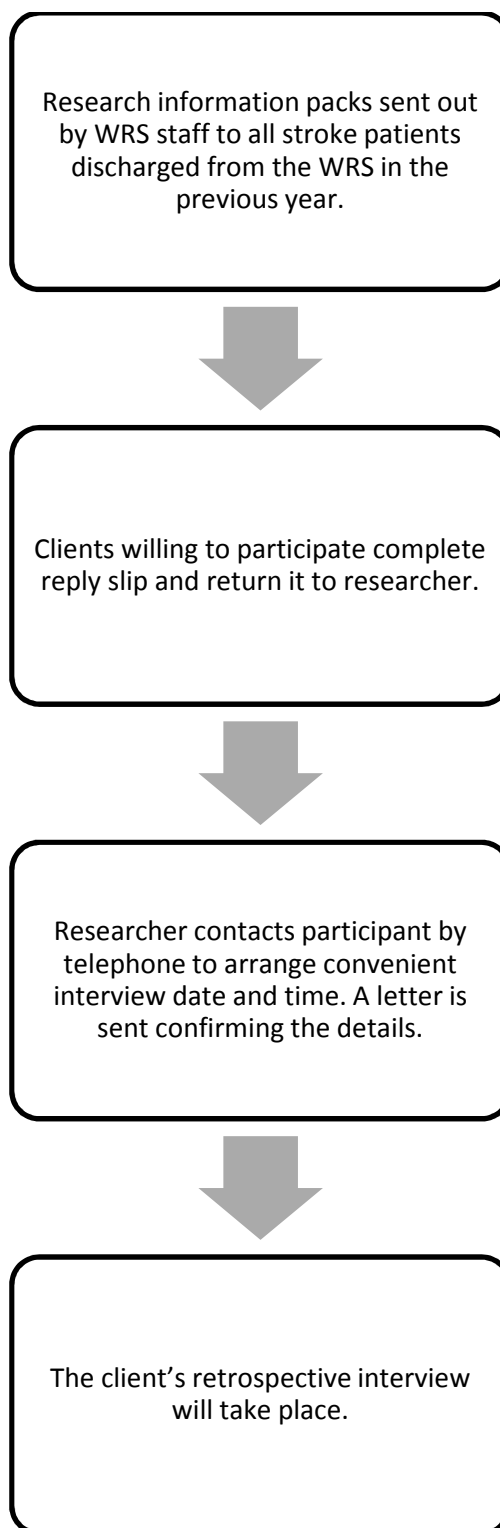 Research information packs sent out
by WRS staff to all stroke patients
discharged from the WRS in the
previous year.
Clients willing to participate complete
reply slip and return it to researcher.
Researcher contacts participant by
telephone to arrange convenient
interview date and time. A letter is
sent confirming the details.
The client’s retrospective interview
will take place.